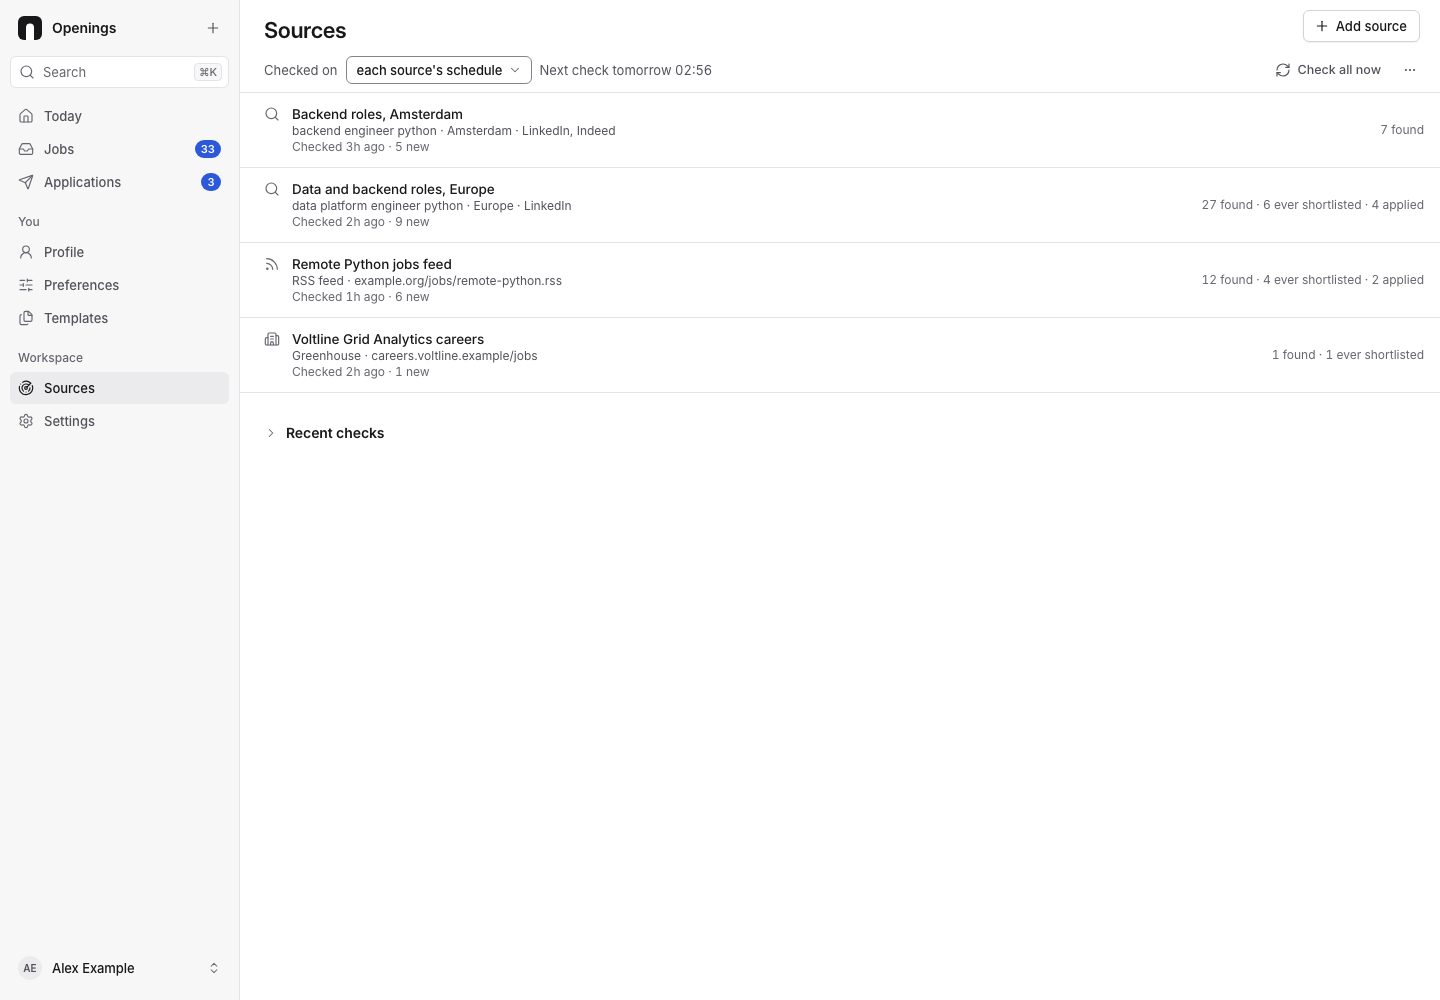 Openings
Search
⌘K
Today
Jobs
33
Applications
3
You
Profile
Preferences
Templates
Workspace
Sources
Settings
AE
Alex Example
Sources
Add source
Checked on
each source's schedule
Next check tomorrow 02:56
Check all now
Backend roles, Amsterdam
backend engineer python · Amsterdam · LinkedIn, Indeed
Checked 3h ago · 5 new
7 found
Data and backend roles, Europe
data platform engineer python · Europe · LinkedIn
Checked 2h ago · 9 new
27 found · 6 ever shortlisted · 4 applied
Remote Python jobs feed
RSS feed · example.org/jobs/remote-python.rss
Checked 1h ago · 6 new
12 found · 4 ever shortlisted · 2 applied
Voltline Grid Analytics careers
Greenhouse · careers.voltline.example/jobs
Checked 2h ago · 1 new
1 found · 1 ever shortlisted
Recent checks